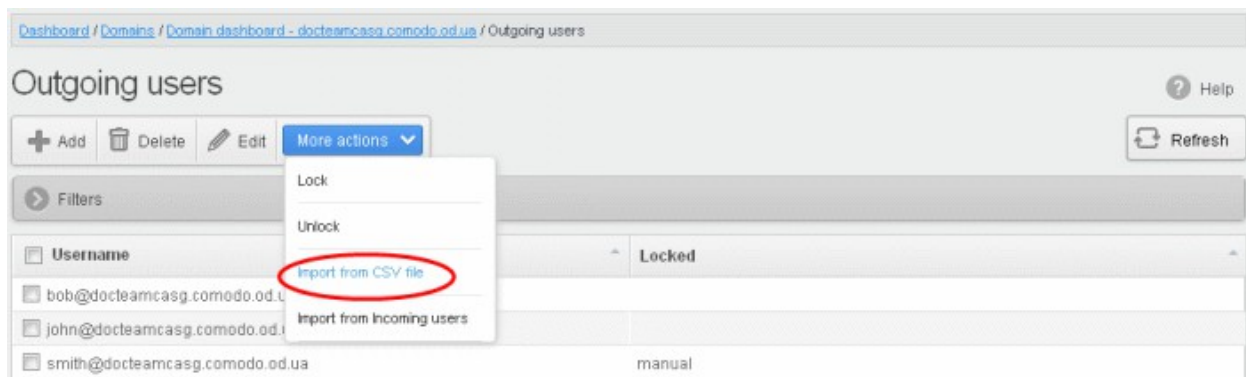 Dashboard / Domains / Domain dashboard - docteamcasg.comodo.od.ua / Outgoing users
Outgoing users
Help
Add Delete Edit More actions Refresh
Lock
Filters
Unlock
Username Locked
Import from CSV file
bob@docteamcasg.comodo.od.u
Import from Incoming users
john@docteamcasg.comodo.od.
smith@docteamcasg.comodo.od.ua manual